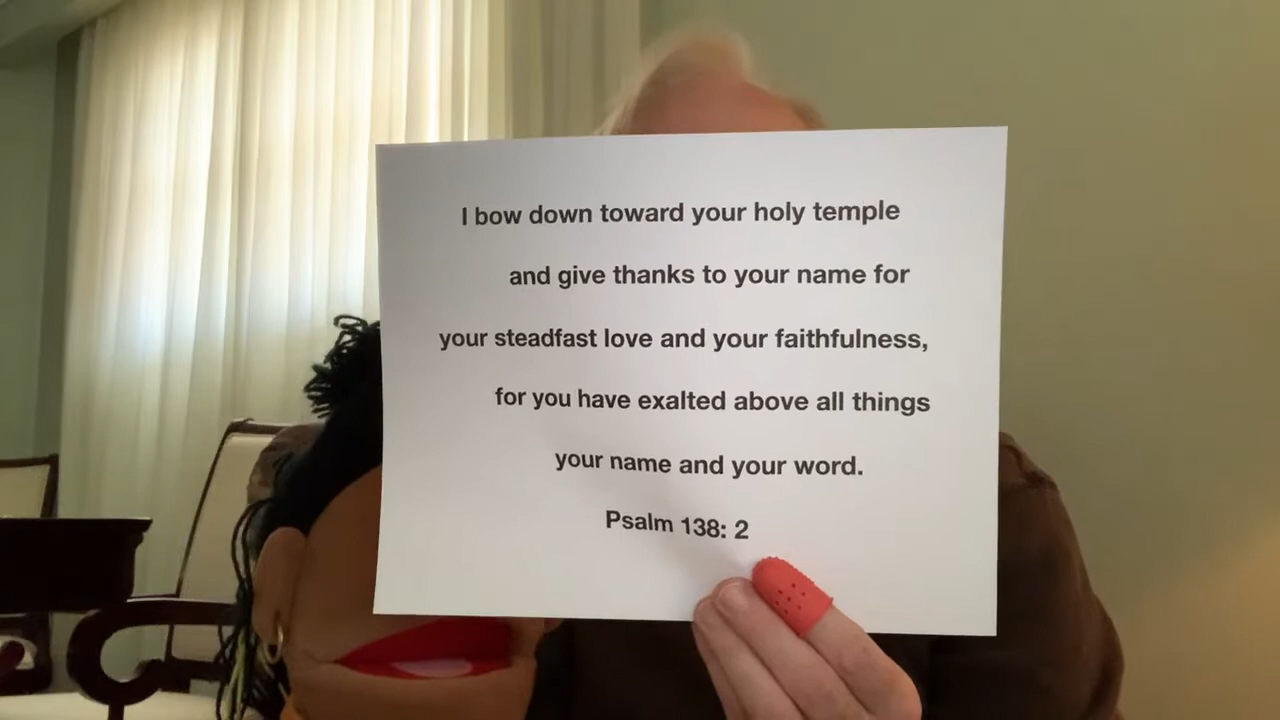 I bow down toward your holy temple
and give thanks to your name for
your steadfast love and your faithfulness,
for you have exalted above all things
your name and your word.
Psalm 138: 2